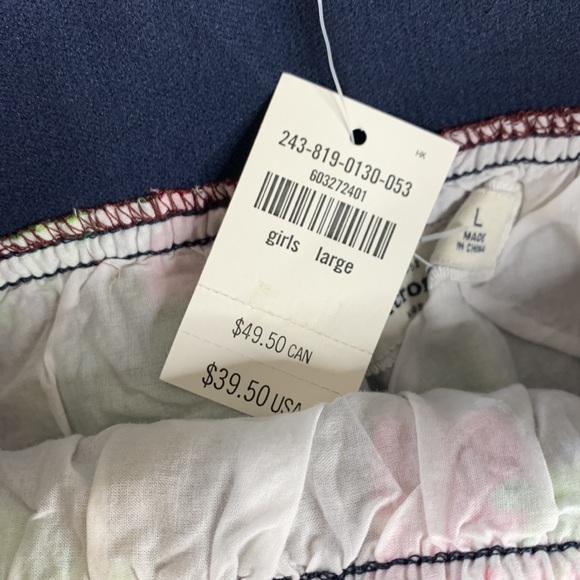 HK
243-819-0130-053
603272401
girls large
$49.50 CAN
$39.50 USA
L
MADE
IN CHINA